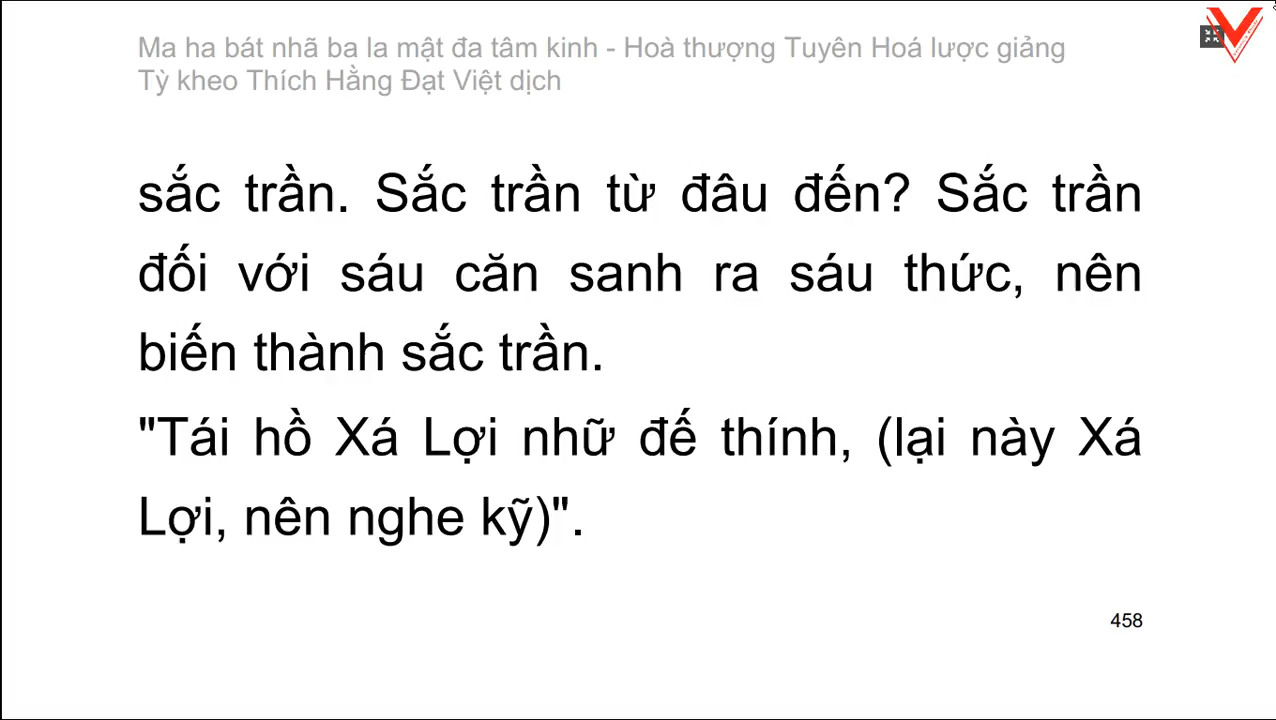 Ma ha bát nhã ba la mật đa tâm kinh - Hoà thượng Tuyên Hoá lược giảng
Tỳ kheo Thích Hằng Đạt Việt dịch
sắc trần. Sắc trần từ đâu đến? Sắc trần
đối với sáu căn sanh ra sáu thức, nên
biến thành sắc trần.
"Tái hồ Xá Lợi nhữ đế thính, (lại này Xá
Lợi, nên nghe kỹ)".
458